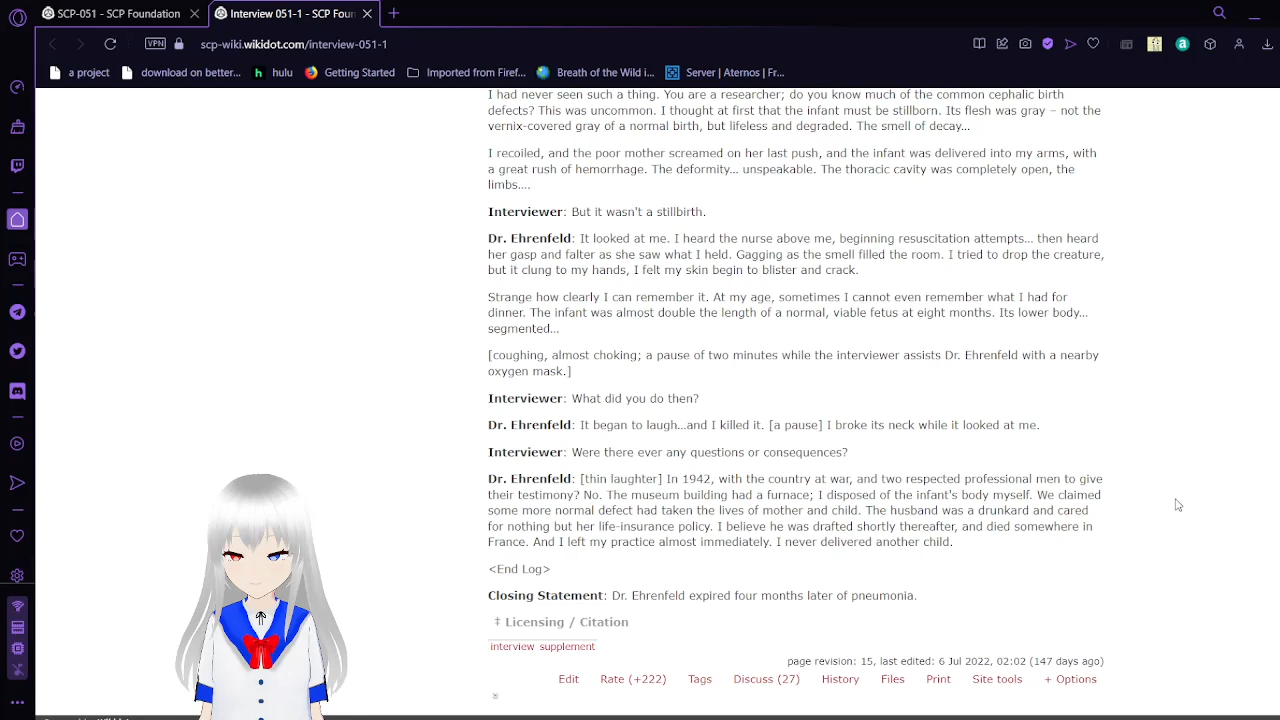 SCP-051 - SCP Foundation
Interview 051-1 - SCP Foun
VPN
scp-wiki.wikidot.com/interview-051-1
a project
download on better...
hulu
Getting Started
Imported from Firef...
Breath of the Wild i...
Server | Aternos | Fr...
I had never seen such a thing. You are a researcher; do you know much of the common cephalic birth
defects? This was uncommon. I thought at first that the infant must be stillborn. Its flesh was gray – not the
vernix-covered gray of a normal birth, but lifeless and degraded. The smell of decay…
I recoiled, and the poor mother screamed on her last push, and the infant was delivered into my arms, with
a great rush of hemorrhage. The deformity… unspeakable. The thoracic cavity was completely open, the
limbs….
Interviewer: But it wasn't a stillbirth.
Dr. Ehrenfeld: It looked at me. I heard the nurse above me, beginning resuscitation attempts… then heard
her gasp and falter as she saw what I held. Gagging as the smell filled the room. I tried to drop the creature,
but it clung to my hands, I felt my skin begin to blister and crack.
Strange how clearly I can remember it. At my age, sometimes I cannot even remember what I had for
dinner. The infant was almost double the length of a normal, viable fetus at eight months. Its lower body…
segmented…
[coughing, almost choking; a pause of two minutes while the interviewer assists Dr. Ehrenfeld with a nearby
oxygen mask.]
Interviewer: What did you do then?
Dr. Ehrenfeld: It began to laugh…and I killed it. [a pause] I broke its neck while it looked at me.
Interviewer: Were there ever any questions or consequences?
Dr. Ehrenfeld: [thin laughter] In 1942, with the country at war, and two respected professional men to give
their testimony? No. The museum building had a furnace; I disposed of the infant's body myself. We claimed
some more normal defect had taken the lives of mother and child. The husband was a drunkard and cared
for nothing but her life-insurance policy. I believe he was drafted shortly thereafter, and died somewhere in
France. And I left my practice almost immediately. I never delivered another child.
<End Log>
Closing Statement: Dr. Ehrenfeld expired four months later of pneumonia.
‡ Licensing / Citation
interview supplement
page revision: 15, last edited: 6 Jul 2022, 02:02 (147 days ago)
Edit Rate (+222) Tags Discuss (27) History Files Print Site tools + Options